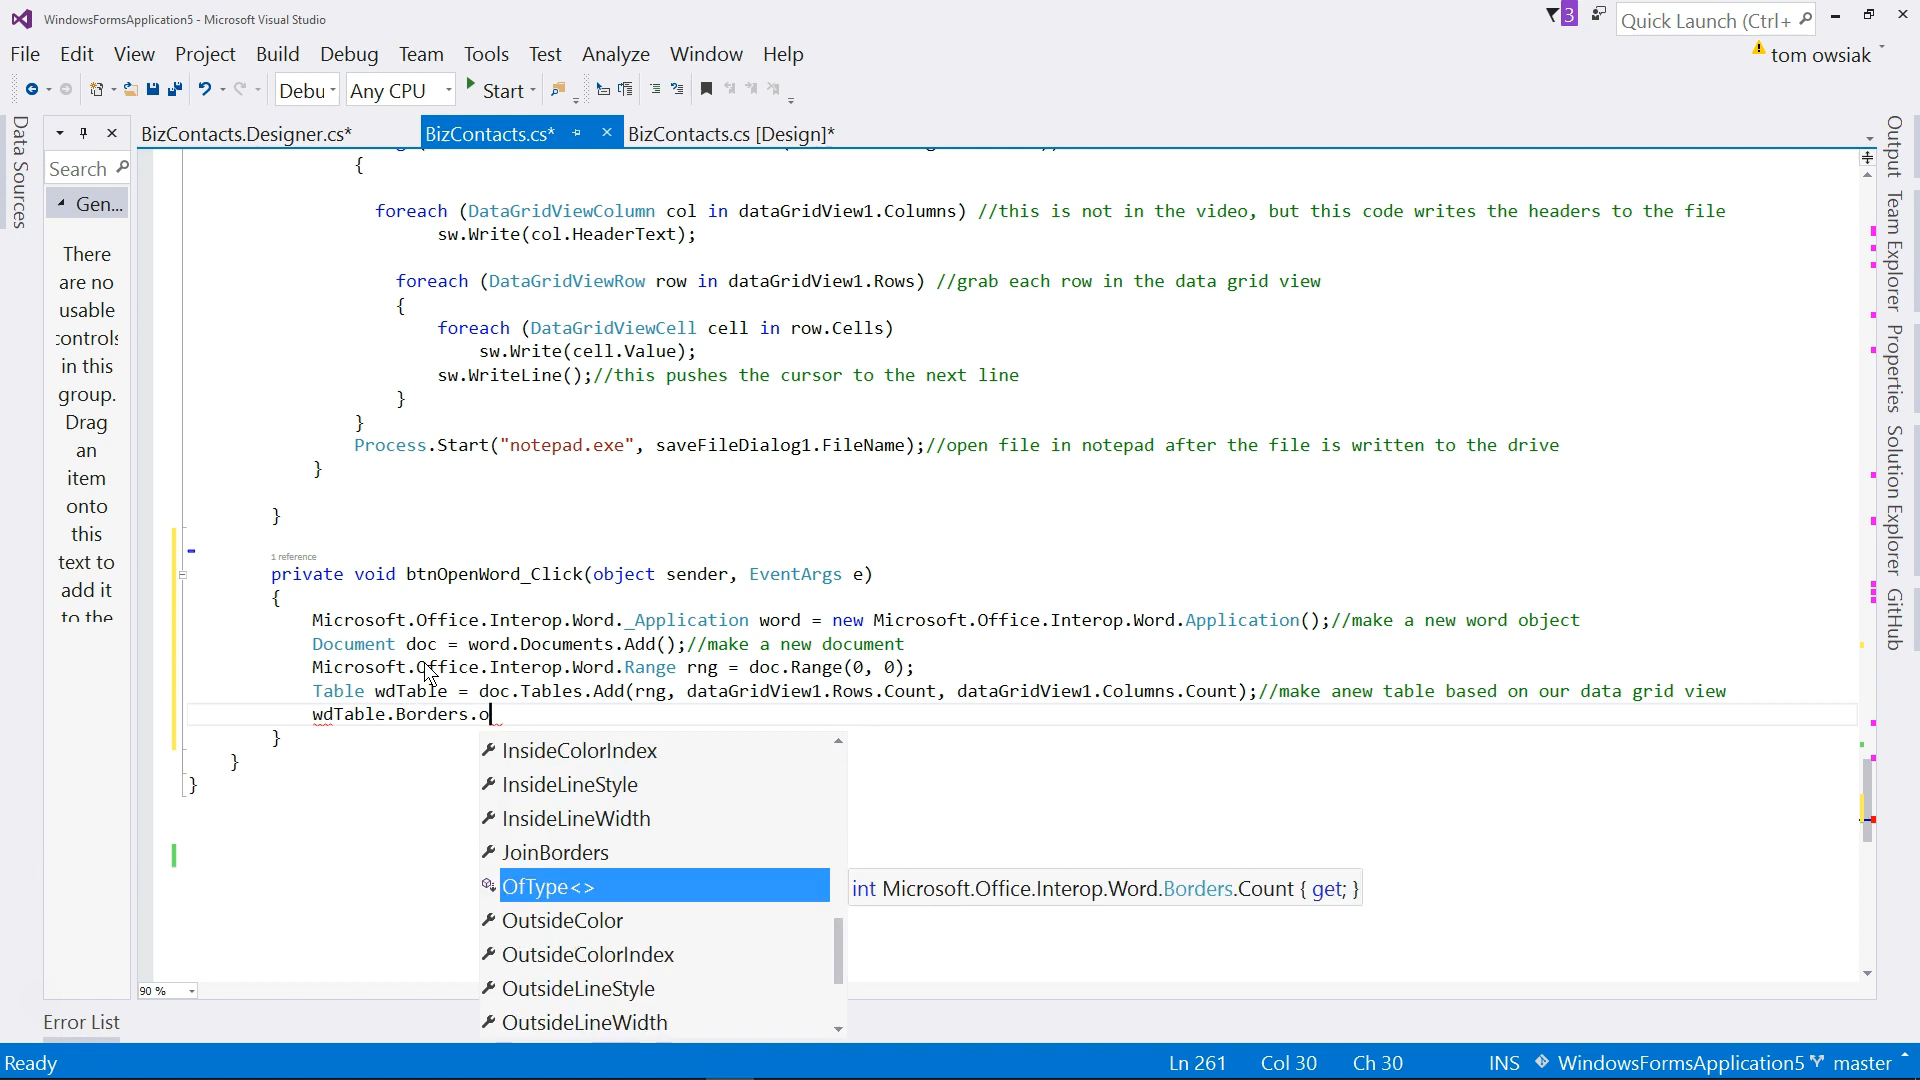 WindowsFormsApplication5 - Microsoft Visual Studio
3
Quick Launch (Ctrl+
File Edit View Project Build Debug Team Tools Test Analyze Window Help
tom owsiak
Debu Any CPU Start
Data Sources
Search
Gen...
There
are no
usable
controls
in this
group.
Drag
an
item
onto
this
text to
add it
to the
BizContacts.Designer.cs* BizContacts.cs* BizContacts.cs [Design]*
{
foreach (DataGridViewColumn col in dataGridView1.Columns) //this is not in the video, but this code writes the headers to the file
sw.Write(col.HeaderText);
foreach (DataGridViewRow row in dataGridView1.Rows) //grab each row in the data grid view
{
foreach (DataGridViewCell cell in row.Cells)
sw.Write(cell.Value);
sw.WriteLine();//this pushes the cursor to the next line
}
}
Process.Start("notepad.exe", saveFileDialog1.FileName);//open file in notepad after the file is written to the drive
}
}
1 reference
private void btnOpenWord_Click(object sender, EventArgs e)
{
Microsoft.Office.Interop.Word._Application word = new Microsoft.Office.Interop.Word.Application();//make a new word object
Document doc = word.Documents.Add();//make a new document
Microsoft.Office.Interop.Word.Range rng = doc.Range(0, 0);
Table wdTable = doc.Tables.Add(rng, dataGridView1.Rows.Count, dataGridView1.Columns.Count);//make anew table based on our data grid view
wdTable.Borders.o
}
}
}
InsideColorIndex
InsideLineStyle
InsideLineWidth
JoinBorders
OfType<>
OutsideColor
OutsideColorIndex
OutsideLineStyle
OutsideLineWidth
int Microsoft.Office.Interop.Word.Borders.Count { get; }
Output
Team Explorer
Properties
Solution Explorer
GitHub
90 %
Error List
Ready Ln 261 Col 30 Ch 30 INS WindowsFormsApplication5 master